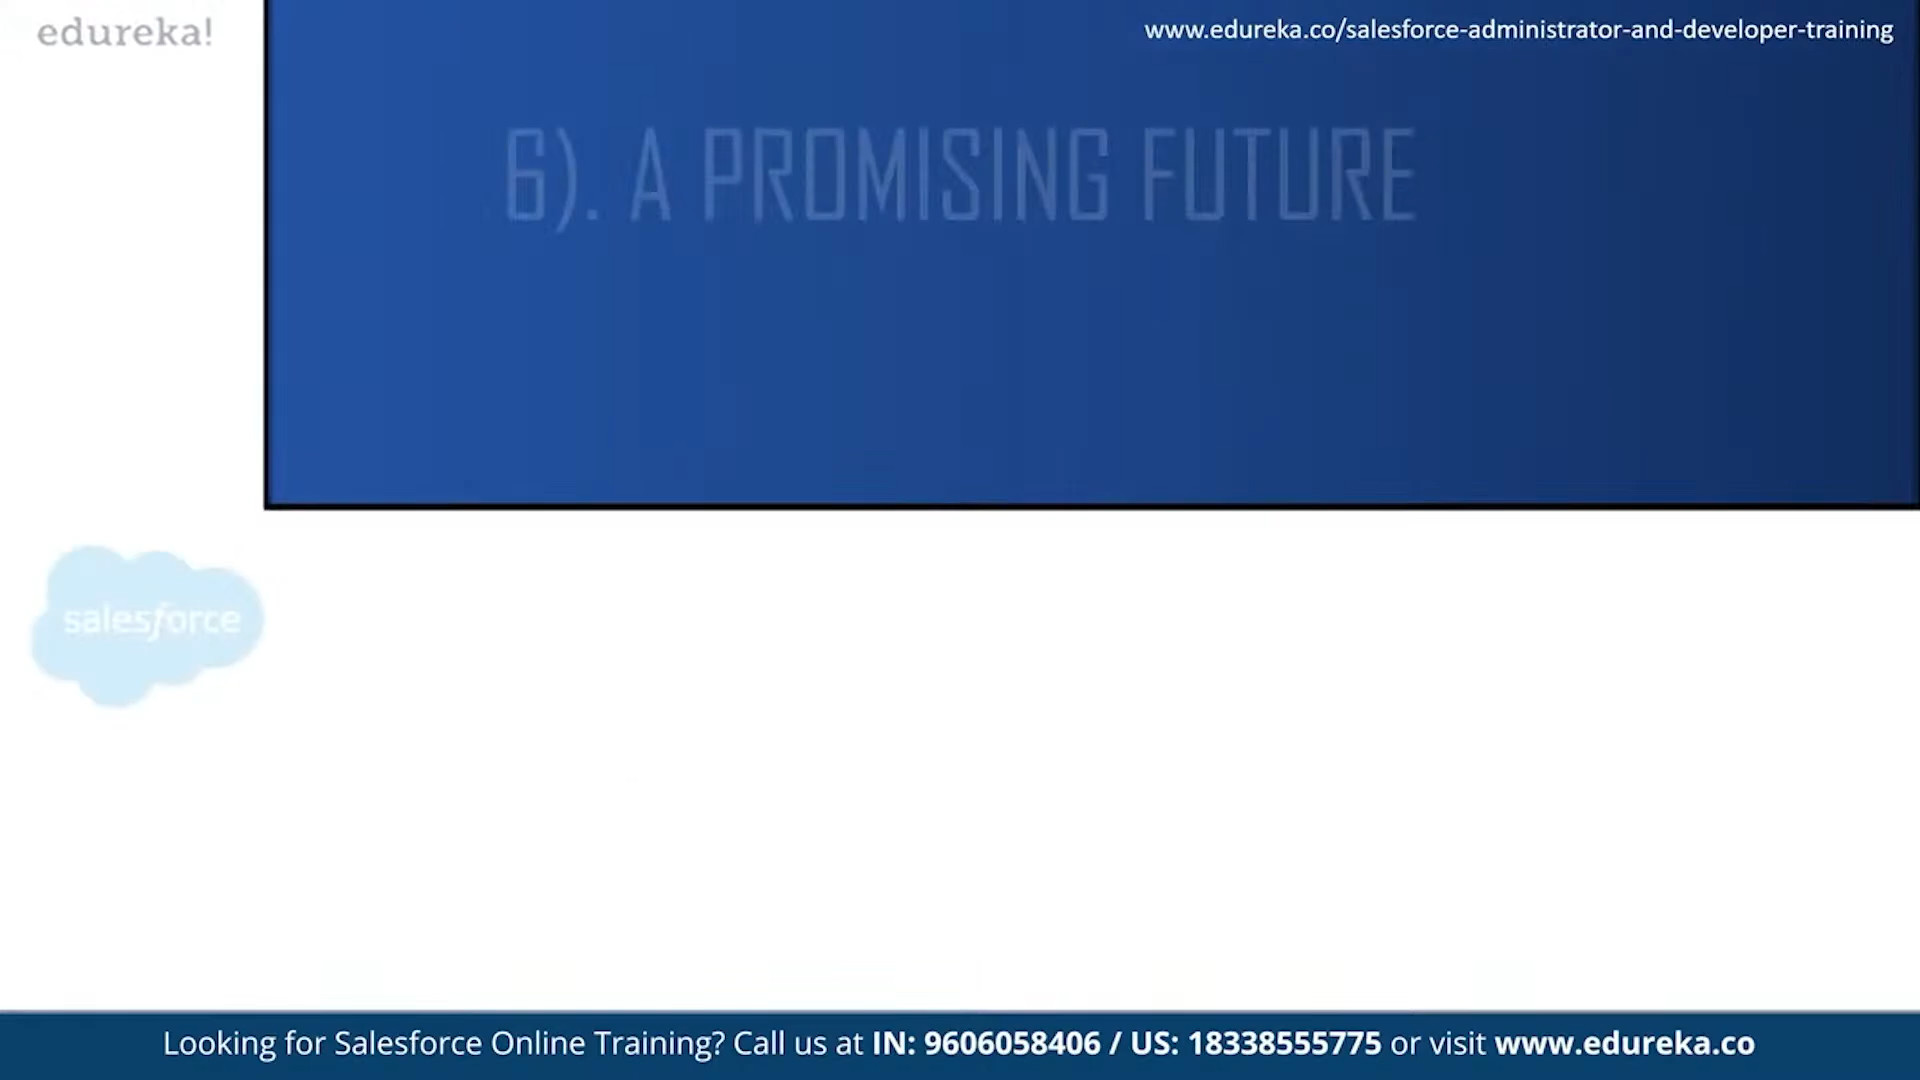 edureka!
www.edureka.co/salesforce-administrator-and-developer-training
6). A PROMISING FUTURE
salesforce
Looking for Salesforce Online Training? Call us at IN: 9606058406 / US: 18338555775 or visit www.edureka.co